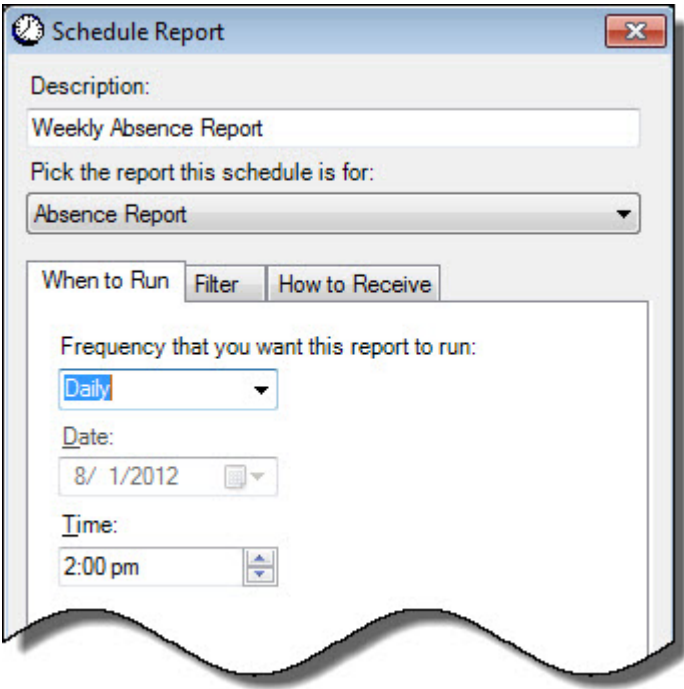 Schedule Report
Description:
Weekly Absence Report
Pick the report this schedule is for:
Absence Report
When to Run Filter How to Receive
Frequency that you want this report to run:
Daily
Date:
8/ 1/2012
Time:
2:00 pm